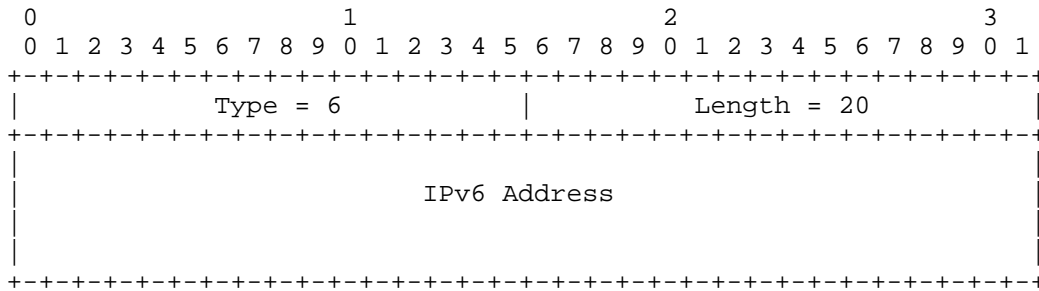 0                   1                   2                   3
 0 1 2 3 4 5 6 7 8 9 0 1 2 3 4 5 6 7 8 9 0 1 2 3 4 5 6 7 8 9 0 1
+-+-+-+-+-+-+-+-+-+-+-+-+-+-+-+-+-+-+-+-+-+-+-+-+-+-+-+-+-+-+-+-+
|            Type = 6           |          Length = 20          |
+-+-+-+-+-+-+-+-+-+-+-+-+-+-+-+-+-+-+-+-+-+-+-+-+-+-+-+-+-+-+-+-+
|                                                               |
|                         IPv6 Address                          |
|                                                               |
|                                                               |
+-+-+-+-+-+-+-+-+-+-+-+-+-+-+-+-+-+-+-+-+-+-+-+-+-+-+-+-+-+-+-+-+